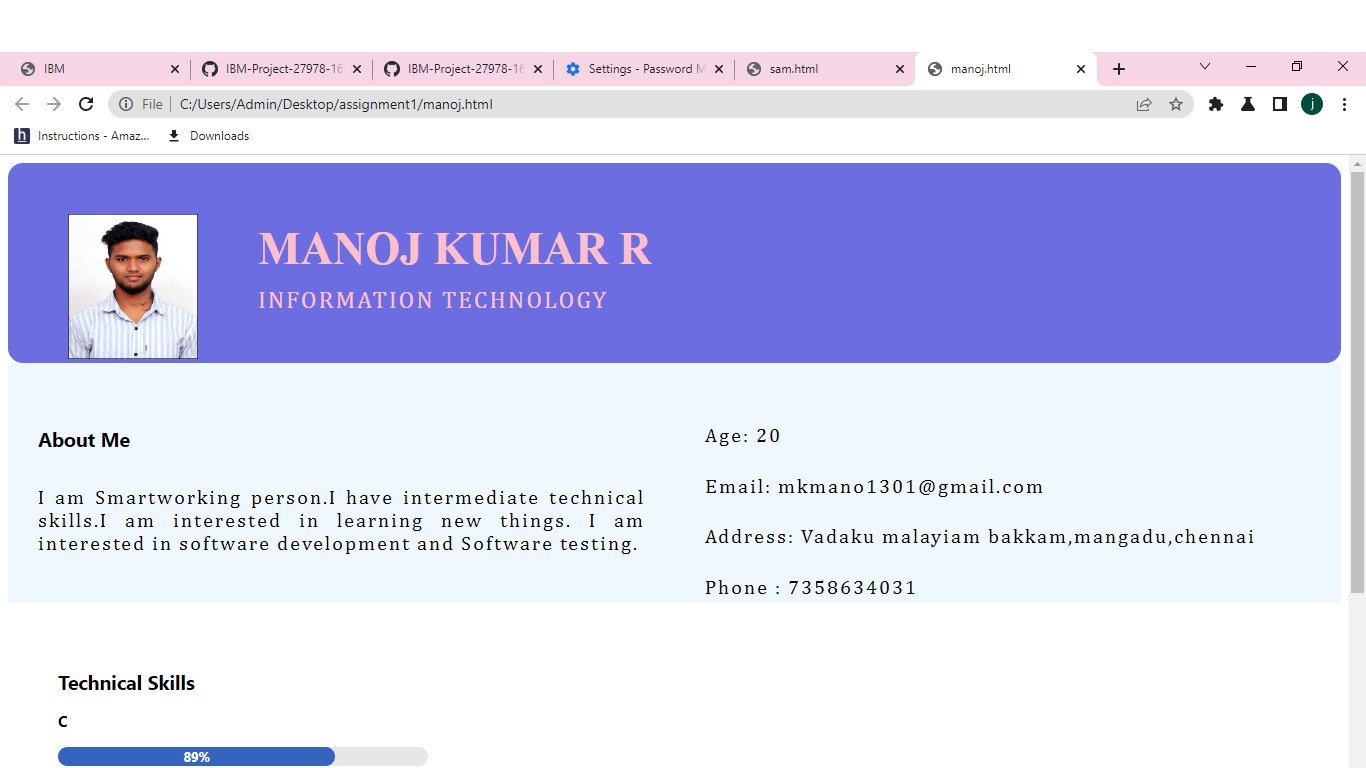 IBM
IBM-Project-27978-16
IBM-Project-27978-16
Settings - Password M
sam.html
manoj.html
File
C:/Users/Admin/Desktop/assignment1/manoj.html
j
h
Instructions - Amaz...
Downloads
MANOJ KUMAR R
INFORMATION TECHNOLOGY
About Me
I am Smartworking person.I have intermediate technical
skills.I am interested in learning new things. I am
interested in software development and Software testing.
Age: 20
Email: mkmano1301@gmail.com
Address: Vadaku malayiam bakkam,mangadu,chennai
Phone : 7358634031
Technical Skills
C
89%